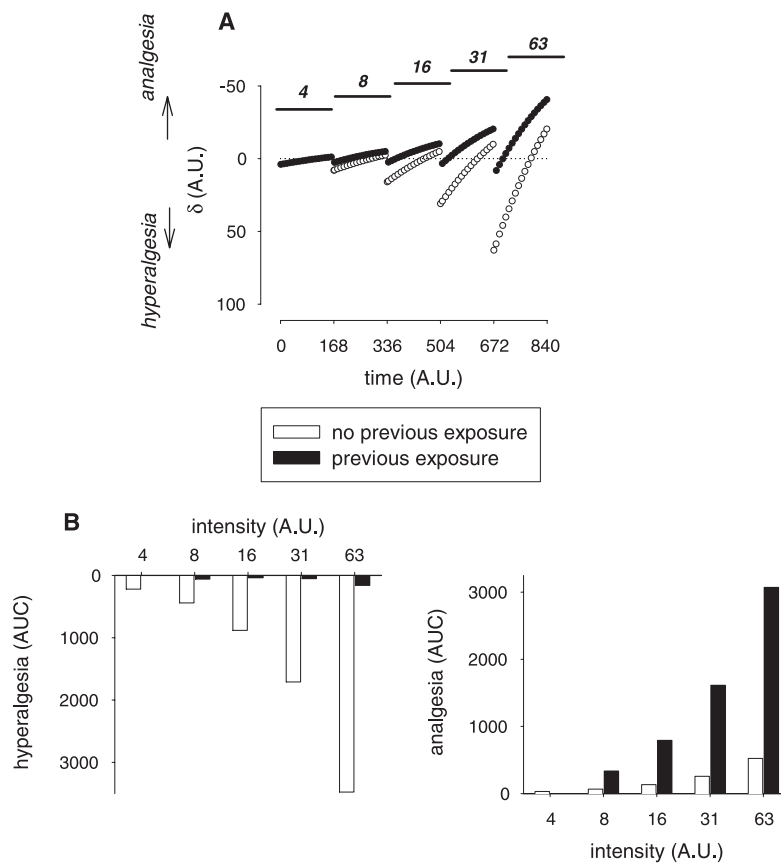 A
analgesia
hyperalgesia
δ (A.U.)
4 8 16 31 63
-50
0
50
100
0 168 336 504 672 840
time (A.U.)
no previous exposure
previous exposure
B
intensity (A.U.)
4 8 16 31 63
hyperalgesia (AUC)
0
1000
2000
3000
analgesia (AUC)
3000
2000
1000
0
4 8 16 31 63
intensity (A.U.)